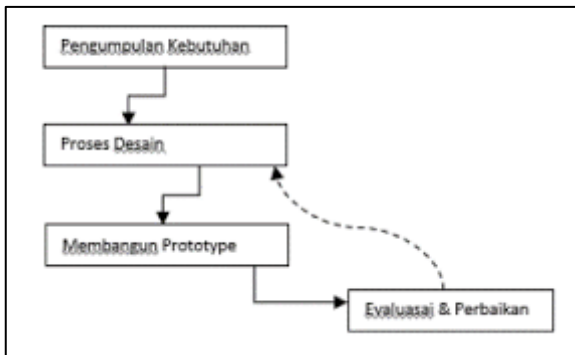 Pengumpulan Kebutuhan
Proses Desain
Membangun Prototype
Evaluasai & Perbaikan